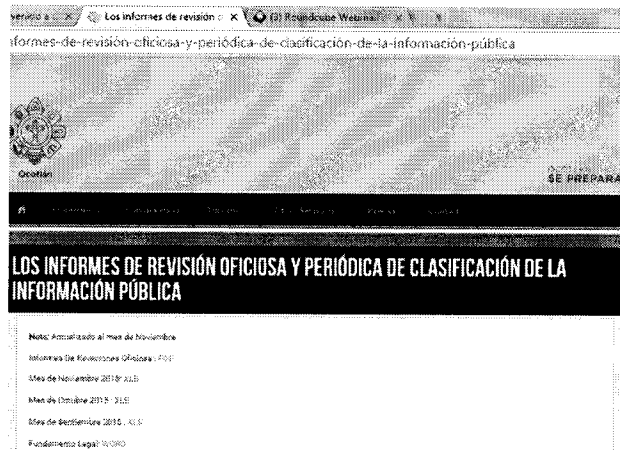 Los informes de revisión
(3) Roundcube Webmail
informes-de-revisión-oficiosa-y-periódica-de-clasificación-de-la-información-pública
Ocotlán
SE PREPARA
LOS INFORMES DE REVISIÓN OFICIOSA Y PERIÓDICA DE CLASIFICACIÓN DE LA
INFORMACIÓN PÚBLICA
Nota: Actualizado al mes de Noviembre
Informes De Revisiones Oficiosa: PDF
Mes de Noviembre 2015: XLS
Mes de Octubre 2015: XLS
Mes de Septiembre 2015: XLS
Fundamento Legal: WORD